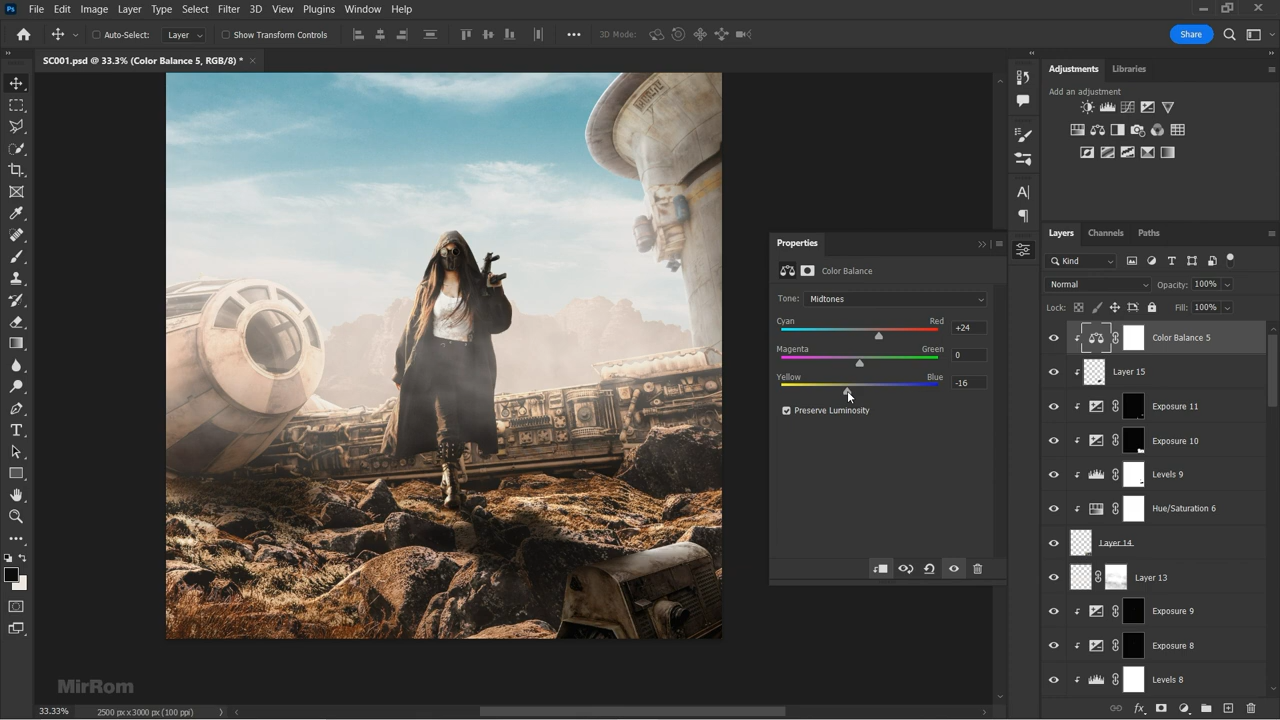 Ps File Edit Image Layer Type Select Filter 3D View Plugins Window Help
Auto-Select: Layer Show Transform Controls 3D Mode: Share
SC001.psd @ 33.3% (Color Balance 5, RGB/8) *
Adjustments Libraries
Add an adjustment
Properties
Color Balance
Tone: Midtones
Cyan Red +24
Magenta Green 0
Yellow Blue -16
Preserve Luminosity
Layers Channels Paths
Kind
Normal Opacity: 100%
Lock: Fill: 100%
Color Balance 5
Layer 15
Exposure 11
Exposure 10
Levels 9
Hue/Saturation 6
Layer 14
Layer 13
Exposure 9
Exposure 8
Levels 8
MirRom
33.33% 2500 px x 3000 px (100 ppi)